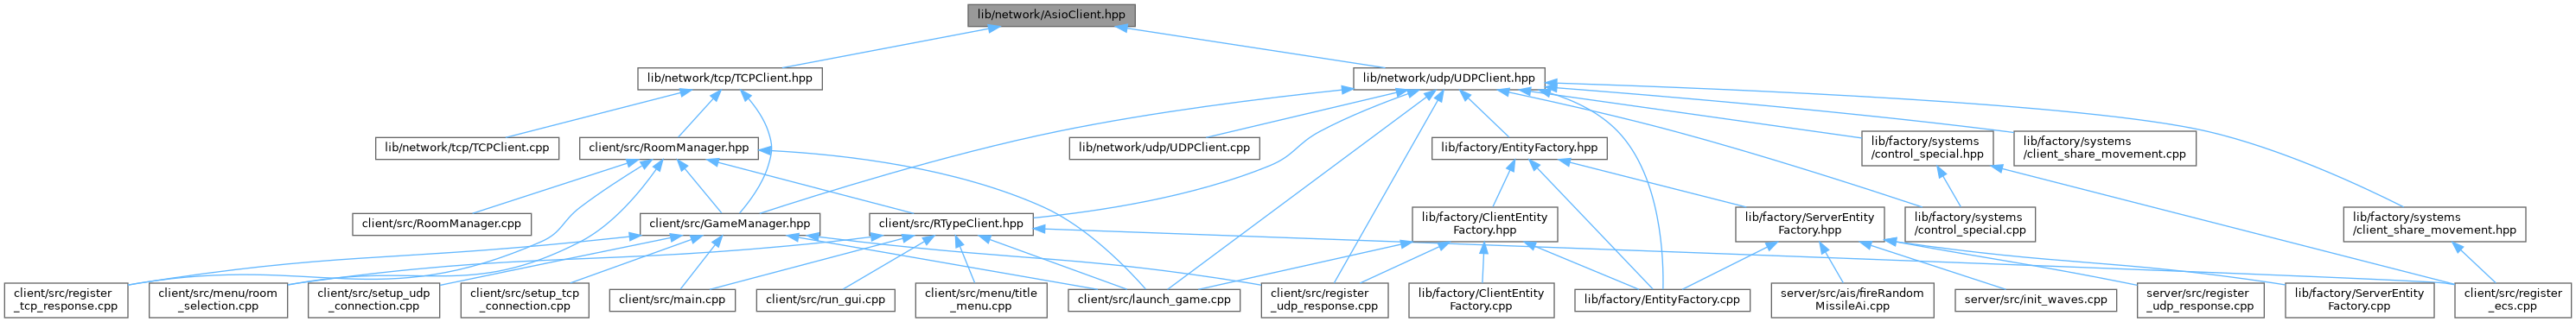 lib/network/AsioClient.hpp
lib/network/tcp/TCPClient.hpp
lib/network/udp/UDPClient.hpp
lib/network/tcp/TCPClient.cpp
client/src/RoomManager.hpp
lib/network/udp/UDPClient.cpp
lib/factory/EntityFactory.hpp
lib/factory/systems
/control_special.hpp
lib/factory/systems
/client_share_movement.cpp
client/src/RoomManager.cpp
client/src/GameManager.hpp
client/src/RTypeClient.hpp
lib/factory/ClientEntity
Factory.hpp
lib/factory/ServerEntity
Factory.hpp
lib/factory/systems
/control_special.cpp
lib/factory/systems
/client_share_movement.hpp
client/src/register
_tcp_response.cpp
client/src/menu/room
_selection.cpp
client/src/setup_udp
_connection.cpp
client/src/setup_tcp
_connection.cpp
client/src/main.cpp
client/src/run_gui.cpp
client/src/menu/title
_menu.cpp
client/src/launch_game.cpp
client/src/register
_udp_response.cpp
lib/factory/ClientEntity
Factory.cpp
lib/factory/EntityFactory.cpp
server/src/ais/fireRandom
MissileAi.cpp
server/src/init_waves.cpp
server/src/register
_udp_response.cpp
lib/factory/ServerEntity
Factory.cpp
client/src/register
_ecs.cpp